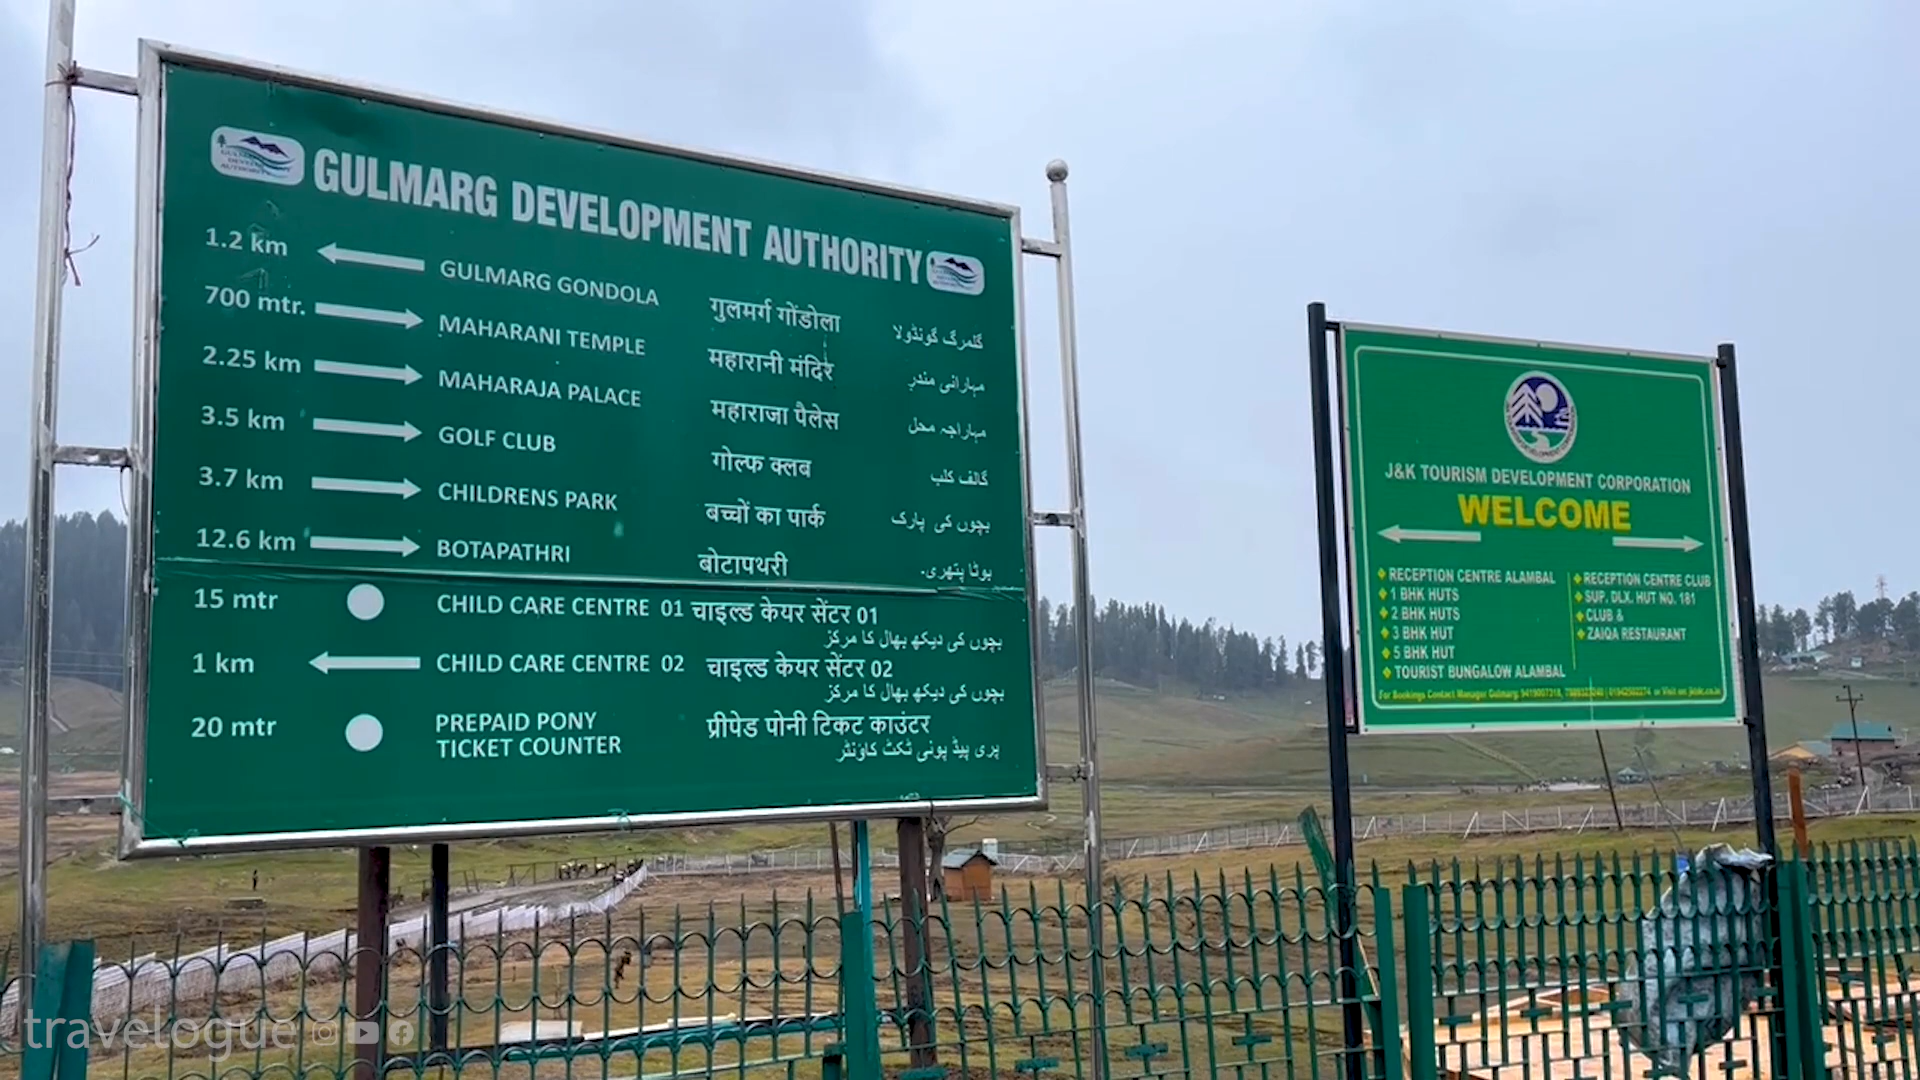 GULMARG DEVELOPMENT AUTHORITY
1.2 km GULMARG GONDOLA गुलमर्ग गोंडोला گلمرگ گونڈولا
700 mtr. MAHARANI TEMPLE महारानी मंदिर مہارانی مندر
2.25 km MAHARAJA PALACE महाराजा पैलेस مہاراجہ محل
3.5 km GOLF CLUB गोल्फ क्लब گالف کلب
3.7 km CHILDRENS PARK बच्चों का पार्क بچوں کی پارک
12.6 km BOTAPATHRI बोटापथरी بوٹا پتھری۔
15 mtr CHILD CARE CENTRE 01 चाइल्ड केयर सेंटर 01
بچوں کی دیکھ بھال کا مرکز
1 km CHILD CARE CENTRE 02 चाइल्ड केयर सेंटर 02
بچوں کی دیکھ بھال کا مرکز
20 mtr PREPAID PONY TICKET COUNTER प्रीपेड पोनी टिकट काउंटर
پری پیڈ پونی ٹکٹ کاؤنٹر
J&K TOURISM DEVELOPMENT CORPORATION
WELCOME
RECEPTION CENTRE ALAMBAL
1 BHK HUTS
2 BHK HUTS
3 BHK HUT
5 BHK HUT
TOURIST BUNGALOW ALAMBAL
RECEPTION CENTRE CLUB
SUP. DLX. HUT NO. 181
CLUB &
ZAIQA RESTAURANT
For Bookings Contact Manager Gulmarg:
travelogue